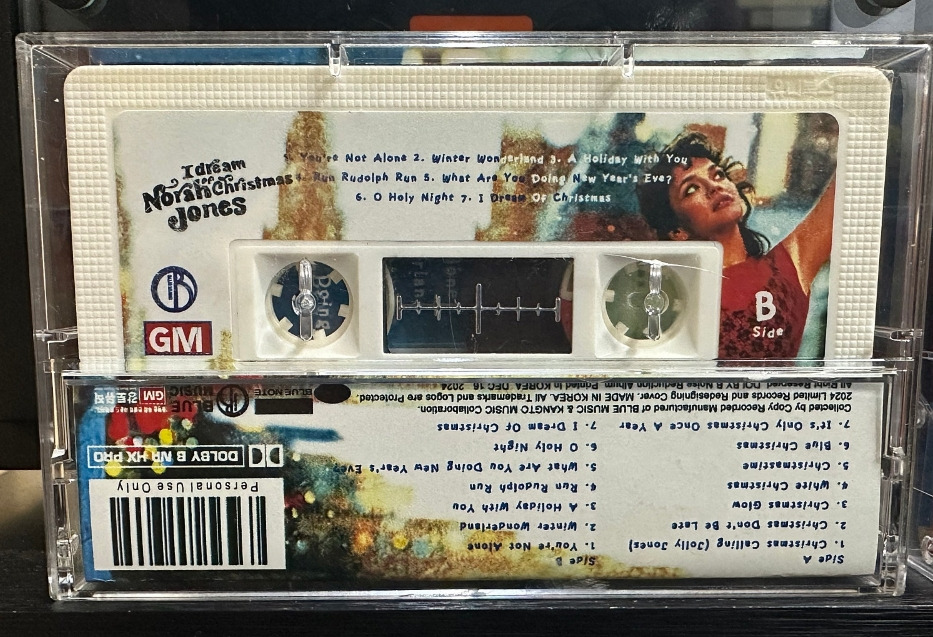 I dream
Norah Christmas
Jones
1. You're Not Alone 2. Winter Wonderland 3. A Holiday With You
4. Run Rudolph Run 5. What Are You Doing New Year's Eve?
6. O Holy Night 7. I Dream Of Christmas
GM
B
Side
Side A
1. Christmas Calling (Jolly Jones)
2. Christmas Don't Be Late
3. Christmas Glow
4. White Christmas
5. Christmastime
6. Blue Christmas
7. It's Only Christmas Once A Year
Side B
1. You're Not Alone
2. Winter Wonderland
3. A Holiday With You
4. Run Rudolph Run
5. What Are You Doing New Year's Eve?
6. O Holy Night
7. I Dream Of Christmas
Collected by Copy Recorded Manufactured of BLUE MUSIC & KANGTO MUSIC Collaboration.
2024 Limited Records and Redesigning Cover. MADE IN KOREA. All Trademarks and Logos are Protected.
All Right Reserved. DOLBY B Noise Reduction Album. Printed in KOREA. DEC 16. 2024
Personal Use Only
DOLBY B NR HX PRO
BLUE
MUSIC
GM
강토뮤직
BLUE NOTE